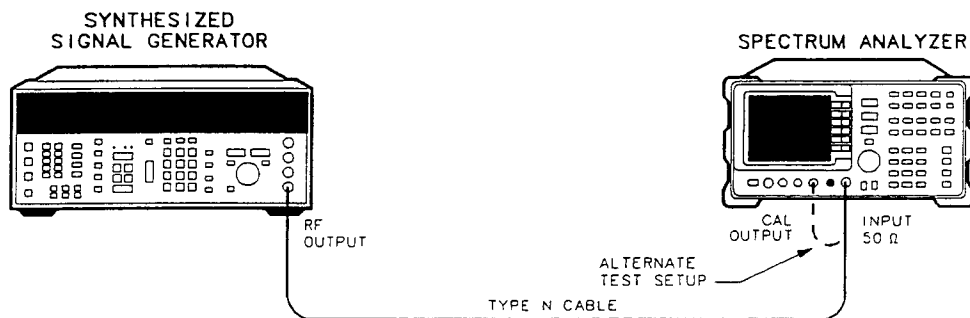 SYNTHESIZED
SIGNAL GENERATOR
SPECTRUM ANALYZER
RF
OUTPUT
CAL
OUTPUT
INPUT
50 Ω
ALTERNATE
TEST SETUP
TYPE N CABLE